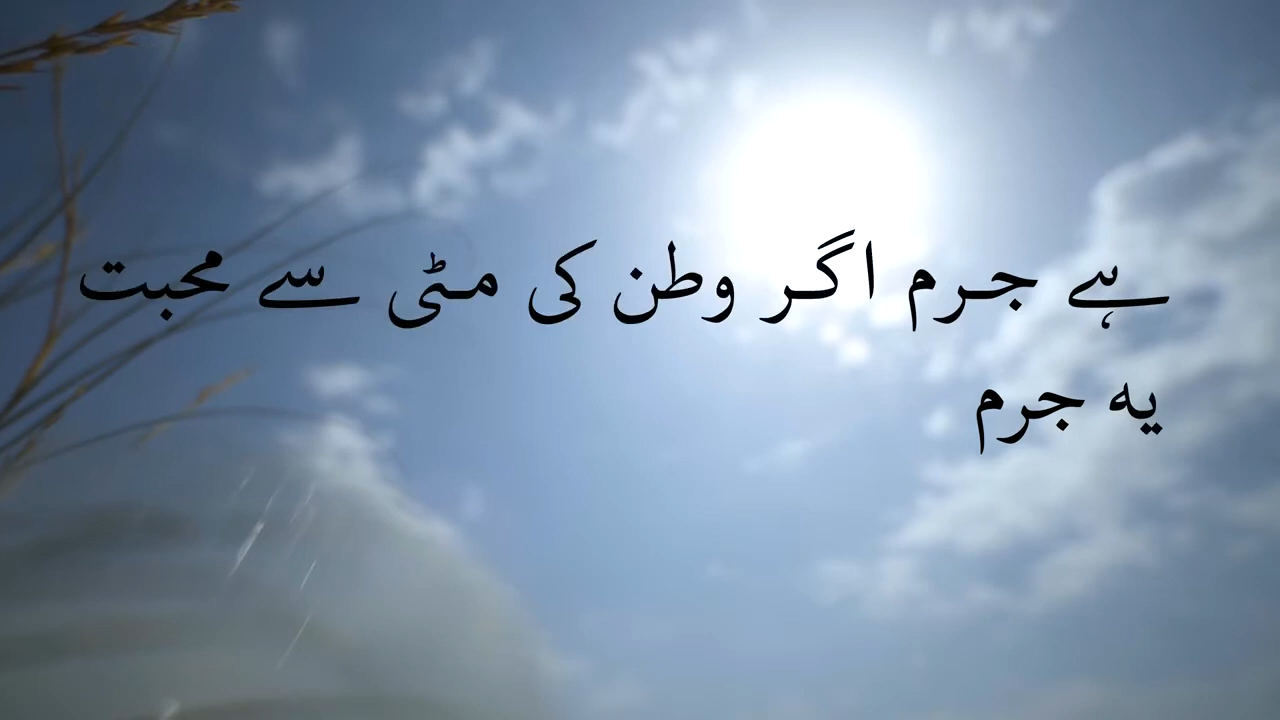 ہے جرم اگر وطن کی مٹی سے محبت
یہ جرم